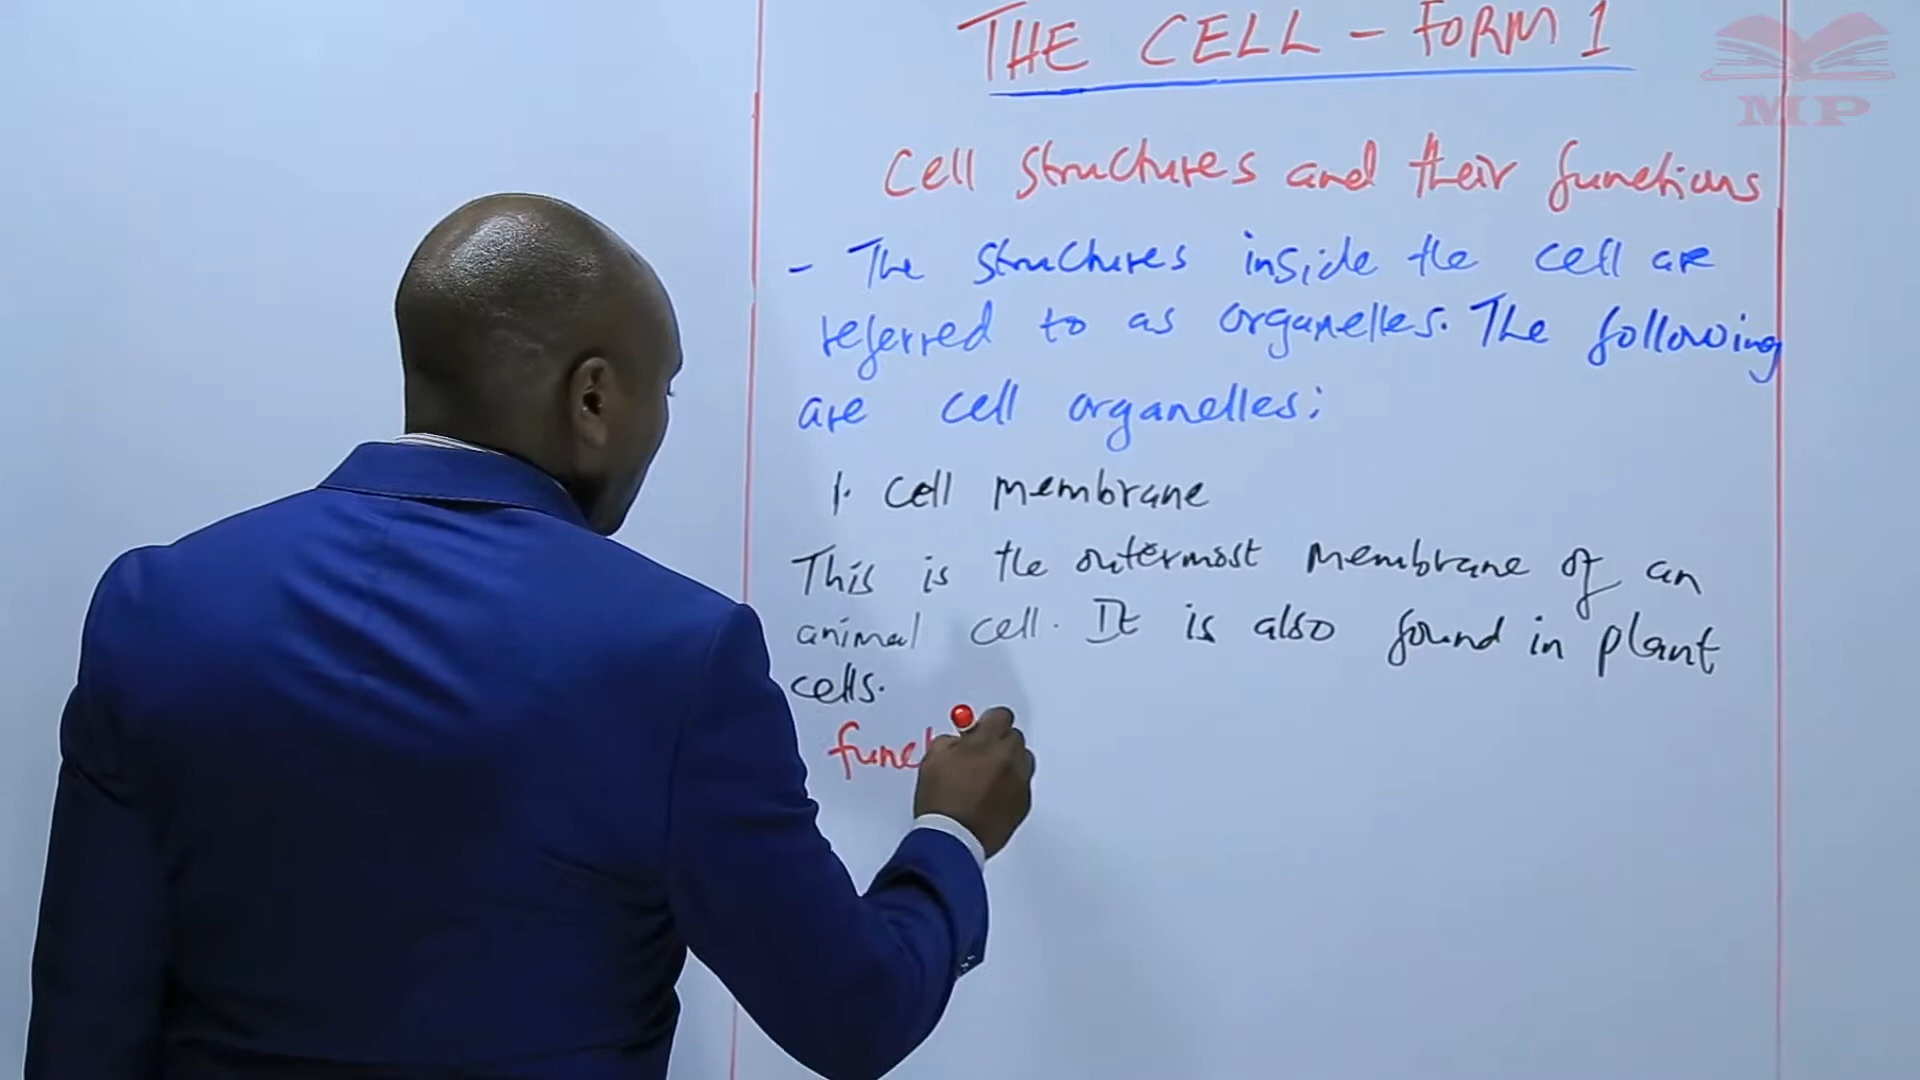 THE CELL - FORM 1
MP
Cell structures and their functions
- The structures inside the cell are
referred to as organelles. The following
are cell organelles:
1. cell membrane
This is the outermost membrane of an
animal cell. It is also found in plant
cells.
funct